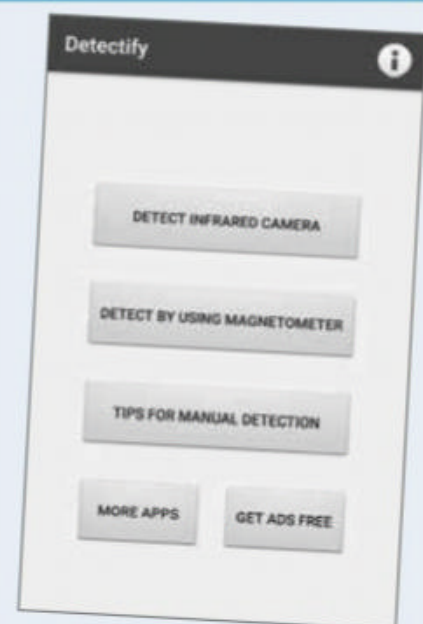 Detectify
DETECT INFRARED CAMERA
DETECT BY USING MAGNETOMETER
TIPS FOR MANUAL DETECTION
MORE APPS
GET ADS FREE